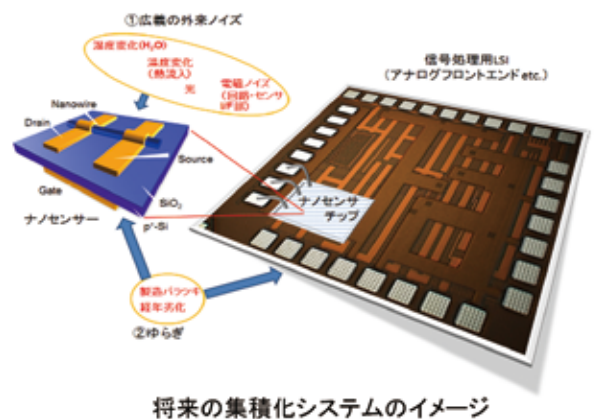 ①広義の外来ノイズ
湿度変化(H₂O)
温度変化
(熱流入)
光
電磁ノイズ
(回路・センサ
I/F部)
信号処理用LSI
(アナログフロントエンドetc.)
Nanowire
Drain
Source
Gate
SiO₂
p⁺-Si
ナノセンサー
ナノセンサ
チップ
製造バラツキ
経年劣化
②ゆらぎ
将来の集積化システムのイメージ